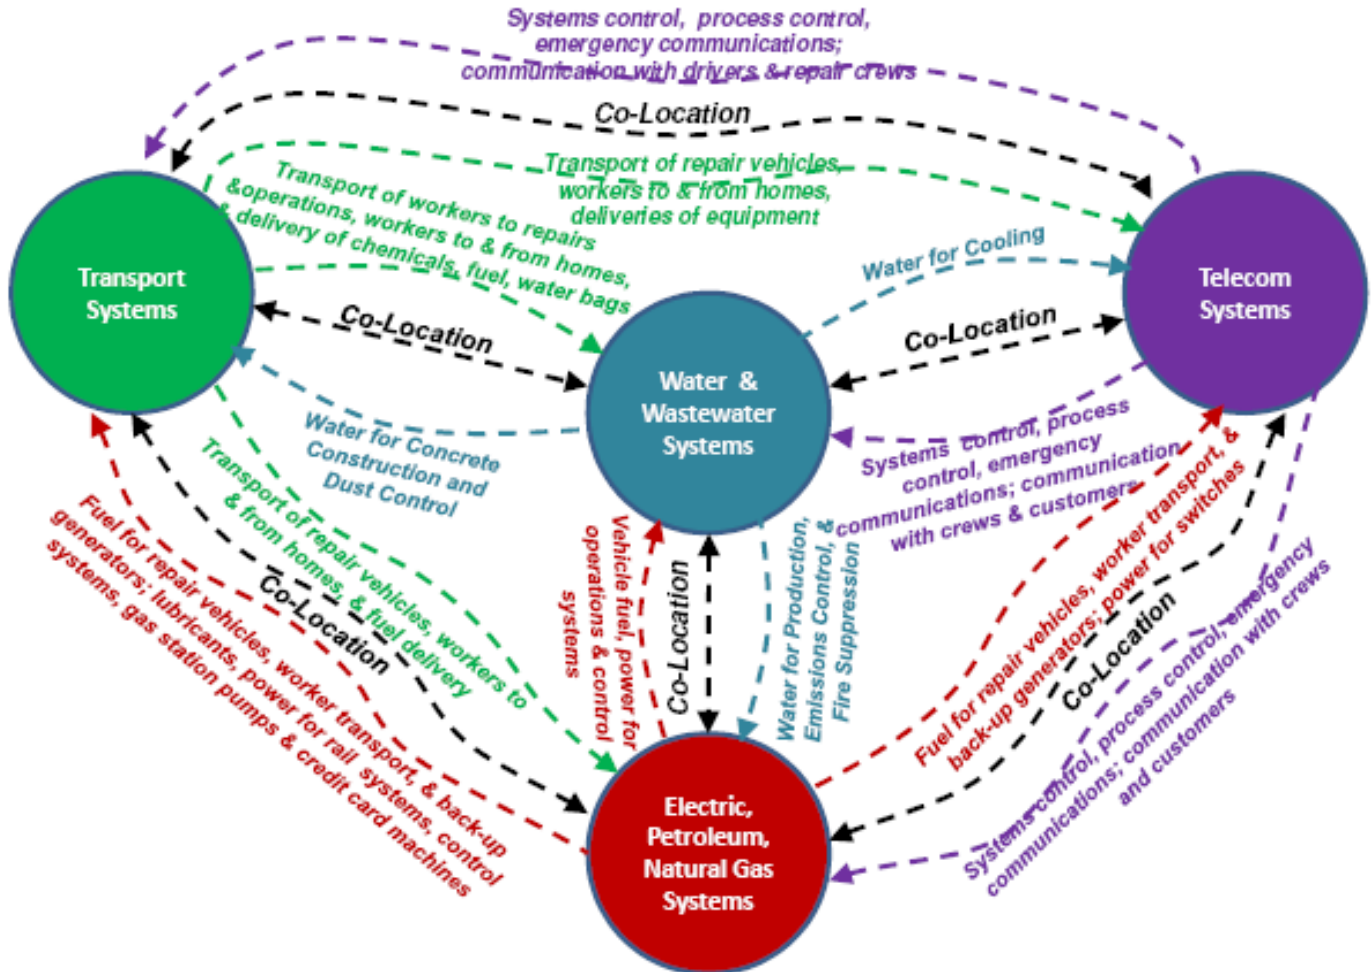 Systems control, process control,
emergency communications;
communication with drivers & repair crews
Co-Location
Transport of repair vehicles,
workers to & from homes,
deliveries of equipment
Transport of workers to repairs
&operations, workers to & from homes,
& delivery of chemicals, fuel, water bags
Water for Cooling
Transport
Systems
Telecom
Systems
Co-Location
Co-Location
Water &
Wastewater
Systems
Water for Concrete
Construction and
Dust Control
Systems control, process
control, emergency
communications; communication
with crews & customers
Transport of repair vehicles, workers to
& from homes, & fuel delivery
Co-Location
Fuel for repair vehicles, worker transport, & back-up
generators; lubricants, power for rail systems, control
systems, gas station pumps & credit card machines
Vehicle fuel, power for
operations & control
systems
Co-Location
Water for Production,
Emissions Control, &
Fire Suppression
Fuel for repair vehicles, worker transport, &
back-up generators; power for switches
Co-Location
Systems control, process control, emergency
communications; communication with crews
and customers
Electric,
Petroleum,
Natural Gas
Systems